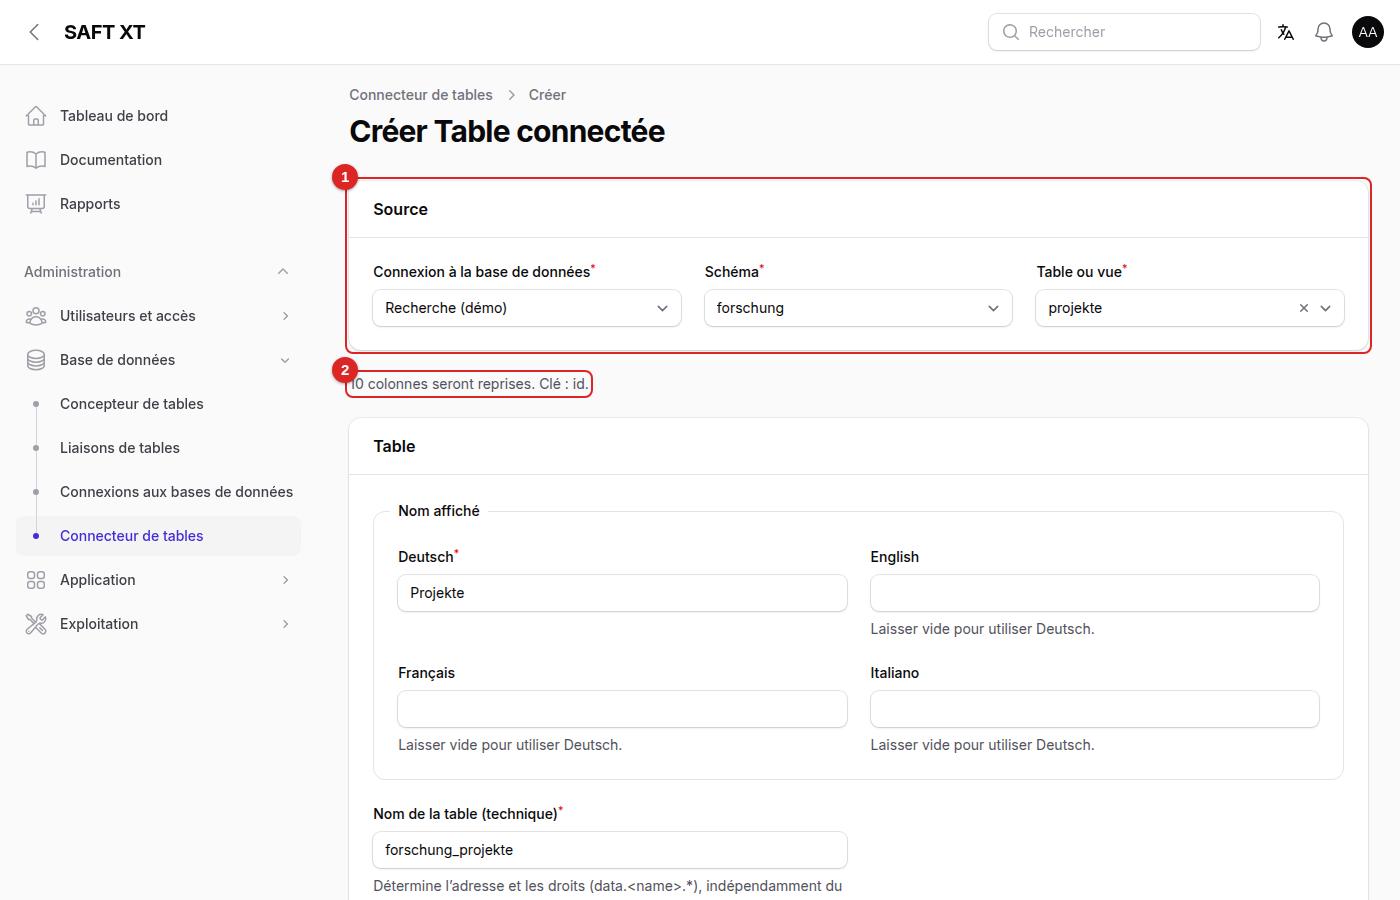 SAFT XT
Rechercher
AA
Tableau de bord
Documentation
Rapports
Administration
Utilisateurs et accès
Base de données
Concepteur de tables
Liaisons de tables
Connexions aux bases de données
Connecteur de tables
Application
Exploitation
Connecteur de tables > Créer
Créer Table connectée
1
Source
Connexion à la base de données* Schéma* Table ou vue*
Recherche (démo) forschung projekte
2
10 colonnes seront reprises. Clé : id.
Table
Nom affiché
Deutsch* English
Projekte
Laisser vide pour utiliser Deutsch.
Français Italiano
Laisser vide pour utiliser Deutsch. Laisser vide pour utiliser Deutsch.
Nom de la table (technique)*
forschung_projekte
Détermine l’adresse et les droits (data.<name>.*), indépendamment du